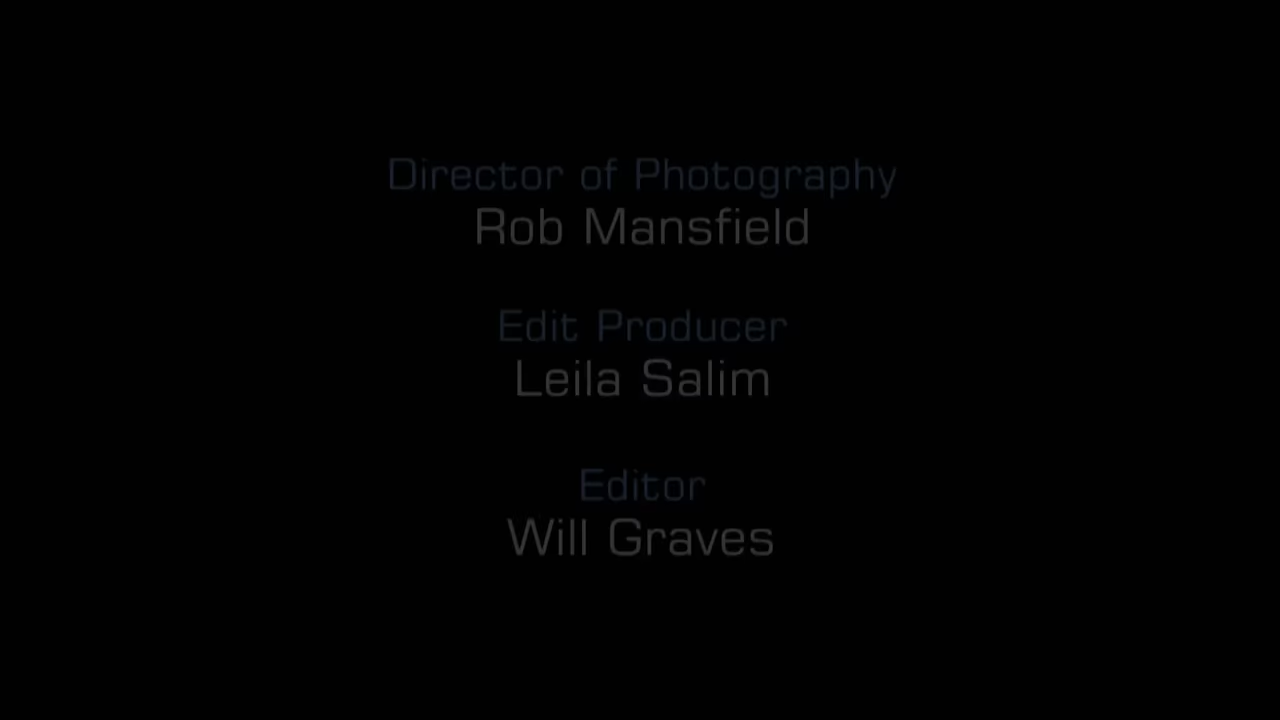 Director of Photography
Rob Mansfield
Edit Producer
Leila Salim
Editor
Will Graves